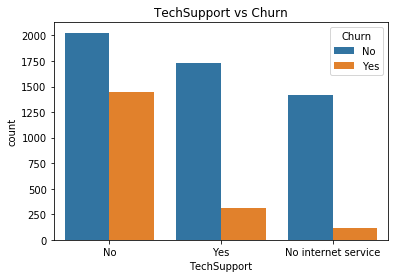 TechSupport vs Churn
Churn
No
Yes
2000
1750
1500
1250
1000
750
500
250
0
count
No Yes No internet service
TechSupport